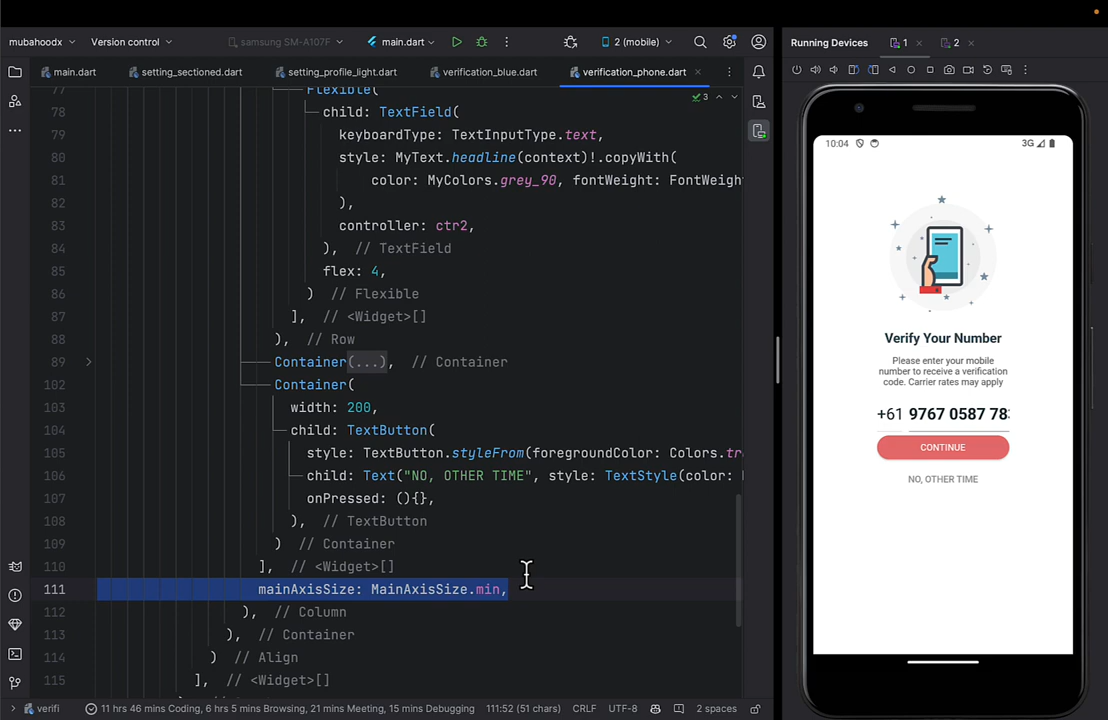 mubahoodx
Version control
samsung SM-A107F
main.dart
2 (mobile)
Running Devices
1
2
main.dart
setting_sectioned.dart
setting_profile_light.dart
verification_blue.dart
verification_phone.dart
3
77 Flexible(
78 child: TextField(
79 keyboardType: TextInputType.text,
80 style: MyText.headline(context)!.copyWith(
81 color: MyColors.grey_90, fontWeight: FontWeigh
82 ),
83 controller: ctr2,
84 ), // TextField
85 flex: 4,
86 ) // Flexible
87 ], // <Widget>[]
88 ), // Row
89 Container(...), // Container
102 Container(
103 width: 200,
104 child: TextButton(
105 style: TextButton.styleFrom(foregroundColor: Colors.tr
106 child: Text("NO, OTHER TIME", style: TextStyle(color:
107 onPressed: (){},
108 ), // TextButton
109 ) // Container
110 ], // <Widget>[]
111 mainAxisSize: MainAxisSize.min,
112 ), // Column
113 ), // Container
114 ) // Align
115 ], // <Widget>[]
verifi
11 hrs 46 mins Coding, 6 hrs 5 mins Browsing, 21 mins Meeting, 15 mins Debugging
111:52 (51 chars)
CRLF
UTF-8
2 spaces
10:04
3G
Verify Your Number
Please enter your mobile
number to receive a verification
code. Carrier rates may apply
+61 9767 0587 78
CONTINUE
NO, OTHER TIME